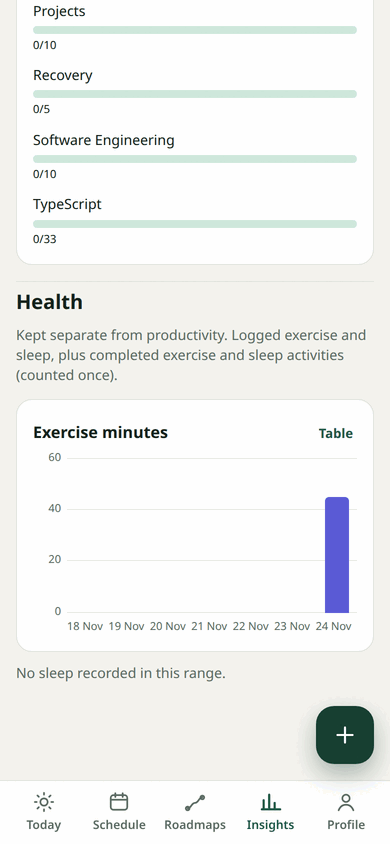 Projects
0/10
Recovery
0/5
Software Engineering
0/10
TypeScript
0/33
Health
Kept separate from productivity. Logged exercise and
sleep, plus completed exercise and sleep activities
(counted once).
Exercise minutes
Table
60
40
20
0
18 Nov 19 Nov 20 Nov 21 Nov 22 Nov 23 Nov 24 Nov
No sleep recorded in this range.
Today Schedule Roadmaps Insights Profile